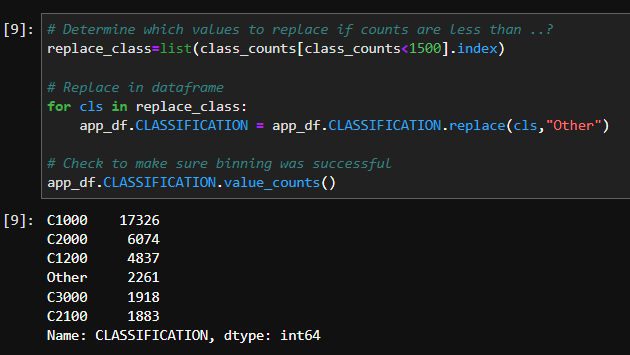 [9]: # Determine which values to replace if counts are less than ..?
replace_class=list(class_counts[class_counts<1500].index)
# Replace in dataframe
for cls in replace_class:
    app_df.CLASSIFICATION = app_df.CLASSIFICATION.replace(cls,"Other")
# Check to make sure binning was successful
app_df.CLASSIFICATION.value_counts()
[9]: C1000    17326
C2000     6074
C1200     4837
Other     2261
C3000     1918
C2100     1883
Name: CLASSIFICATION, dtype: int64